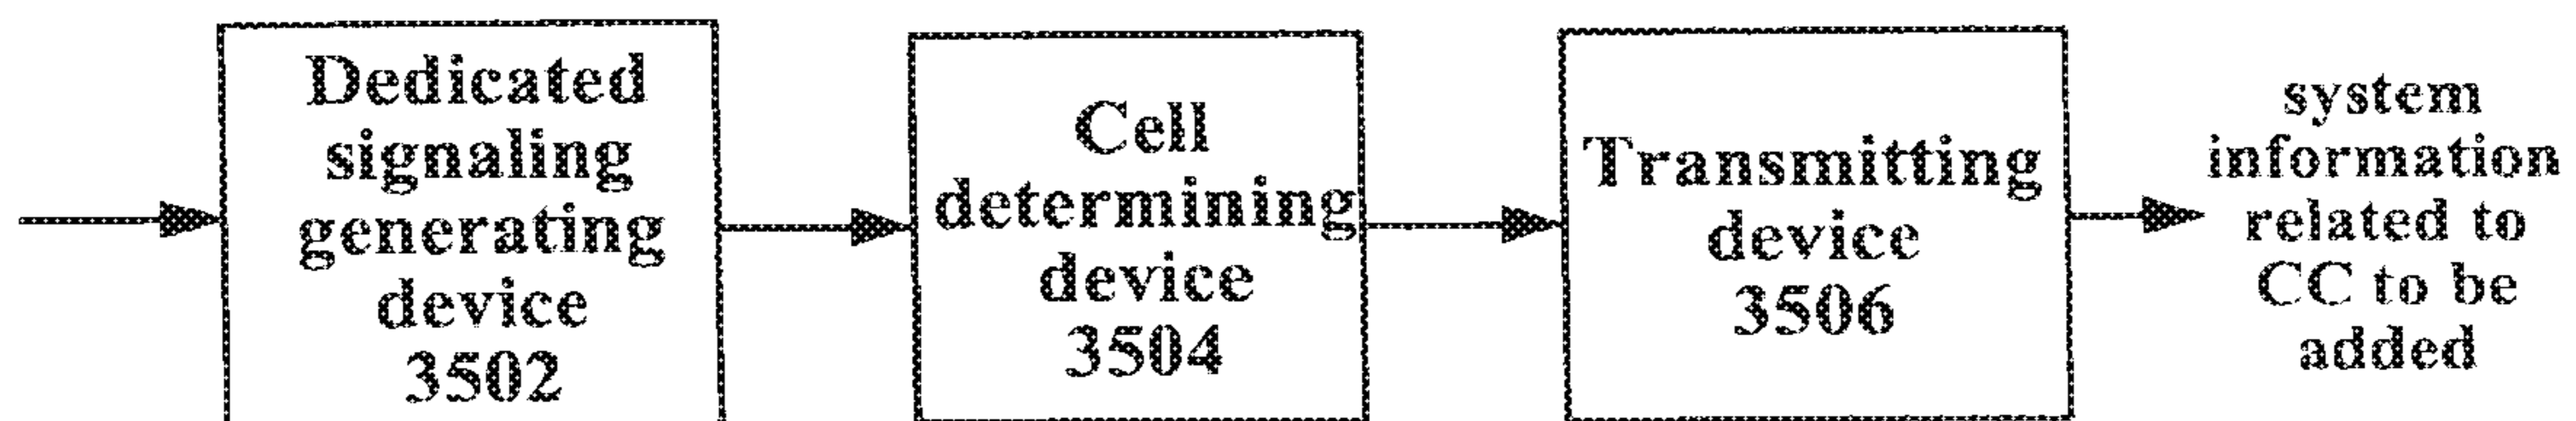 Dedicated
signaling
generating
device
3502
Cell
determining
device
3504
Transmitting
device
3506
system
information
related to
CC to be
added